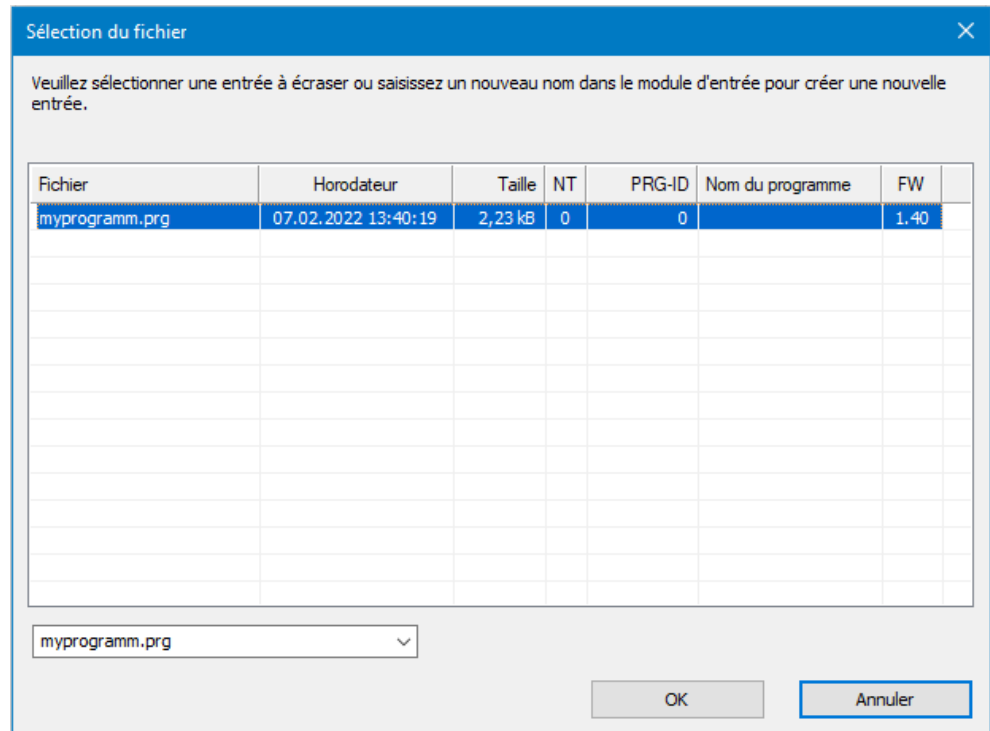 Sélection du fichier
Veuillez sélectionner une entrée à écraser ou saisissez un nouveau nom dans le module d'entrée pour créer une nouvelle
entrée.
Fichier Horodateur Taille NT PRG-ID Nom du programme FW
myprogramm.prg 07.02.2022 13:40:19 2,23 kB 0 0 1.40
myprogramm.prg
OK Annuler